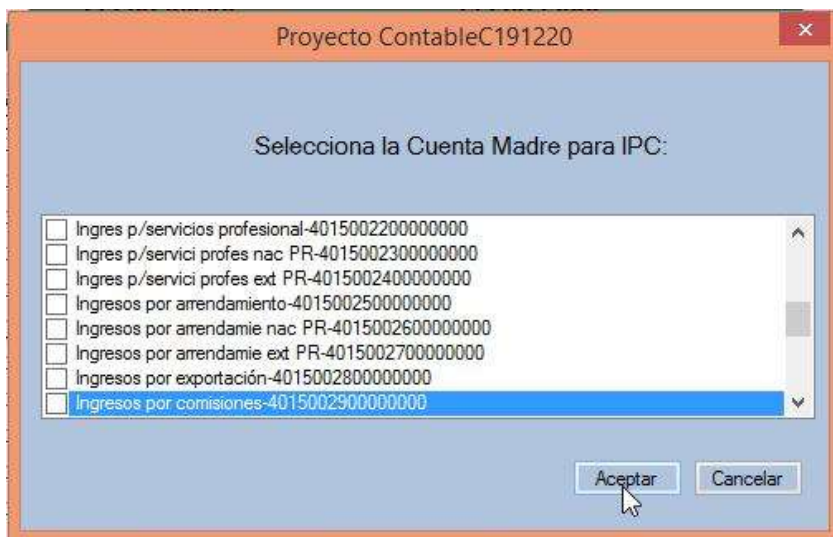 Proyecto ContableC191220
Selecciona la Cuenta Madre para IPC:
Ingres p/servicios profesional-4015002200000000
Ingres p/servici profes nac PR-4015002300000000
Ingres p/servici profes ext PR-4015002400000000
Ingresos por arrendamiento-4015002500000000
Ingresos por arrendamie nac PR-4015002600000000
Ingresos por arrendamie ext PR-4015002700000000
Ingresos por exportación-4015002800000000
Ingresos por comisiones-4015002900000000
Aceptar Cancelar